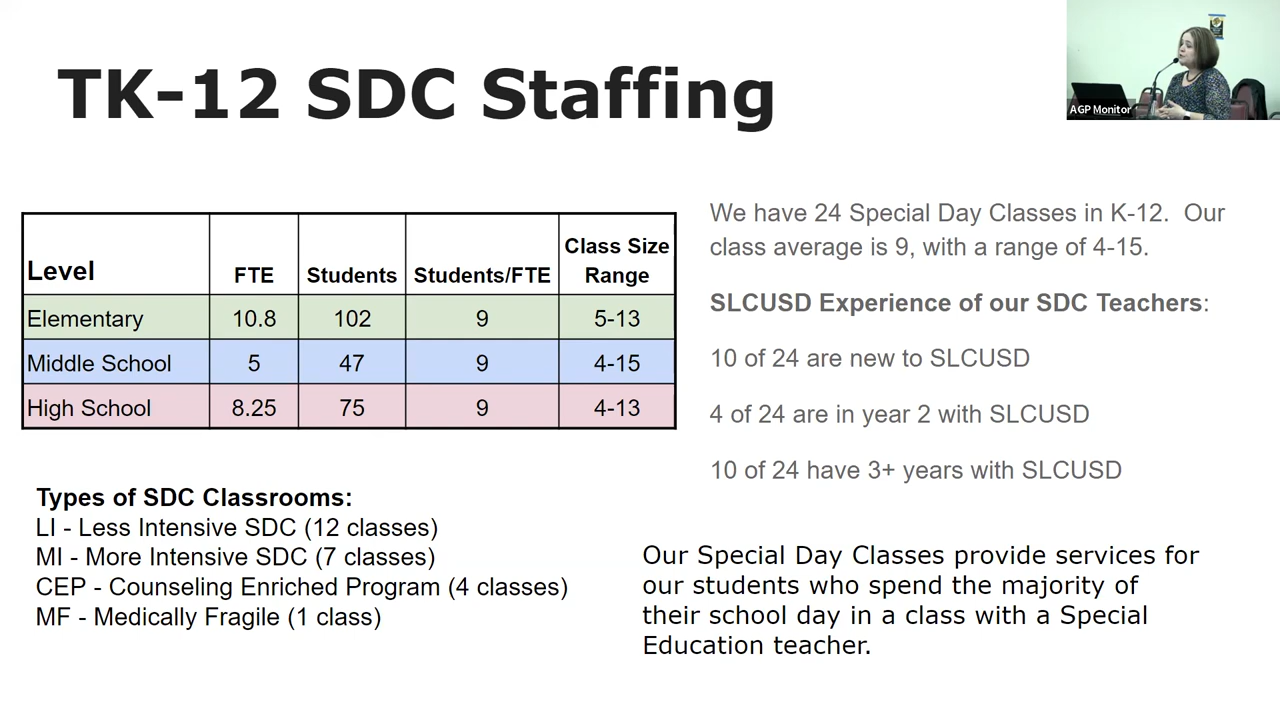 TK-12 SDC Staffing
AGP Monitor
Level FTE Students Students/FTE Class Size Range
Elementary 10.8 102 9 5-13
Middle School 5 47 9 4-15
High School 8.25 75 9 4-13
We have 24 Special Day Classes in K-12. Our
class average is 9, with a range of 4-15.
SLCUSD Experience of our SDC Teachers:
10 of 24 are new to SLCUSD
4 of 24 are in year 2 with SLCUSD
10 of 24 have 3+ years with SLCUSD
Types of SDC Classrooms:
LI - Less Intensive SDC (12 classes)
MI - More Intensive SDC (7 classes)
CEP - Counseling Enriched Program (4 classes)
MF - Medically Fragile (1 class)
Our Special Day Classes provide services for
our students who spend the majority of
their school day in a class with a Special
Education teacher.